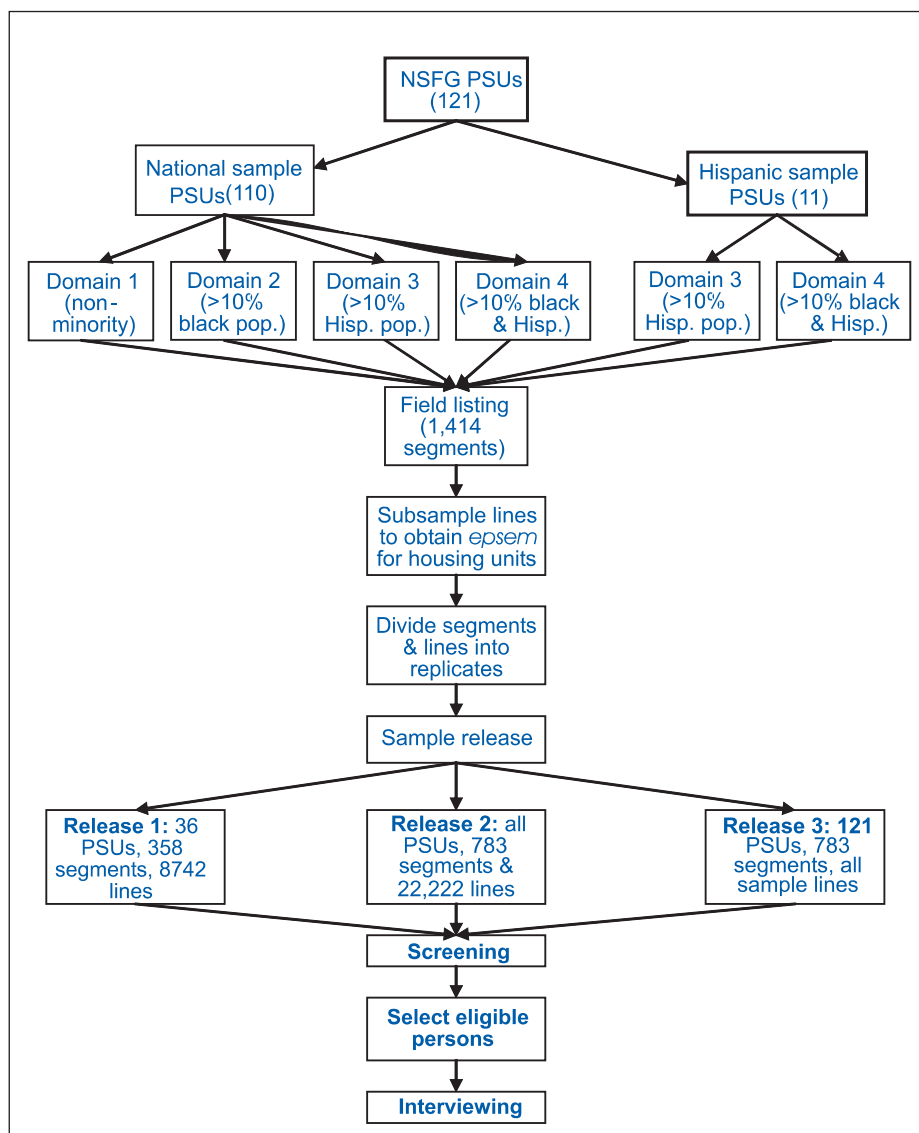 NSFG PSUs
(121)
National sample
PSUs(110)
Hispanic sample
PSUs (11)
Domain 1
(non-
minority)
Domain 2
(>10%
black pop.)
Domain 3
(>10%
Hisp. pop.)
Domain 4
(>10% black
& Hisp.)
Domain 3
(>10%
Hisp. pop.)
Domain 4
(>10% black
& Hisp.)
Field listing
(1,414
segments)
Subsample lines
to obtain epsem
for housing units
Divide segments
& lines into
replicates
Sample release
Release 1: 36
PSUs, 358
segments, 8742
lines
Release 2: all
PSUs, 783
segments &
22,222 lines
Release 3: 121
PSUs, 783
segments, all
sample lines
Screening
Select eligible
persons
Interviewing